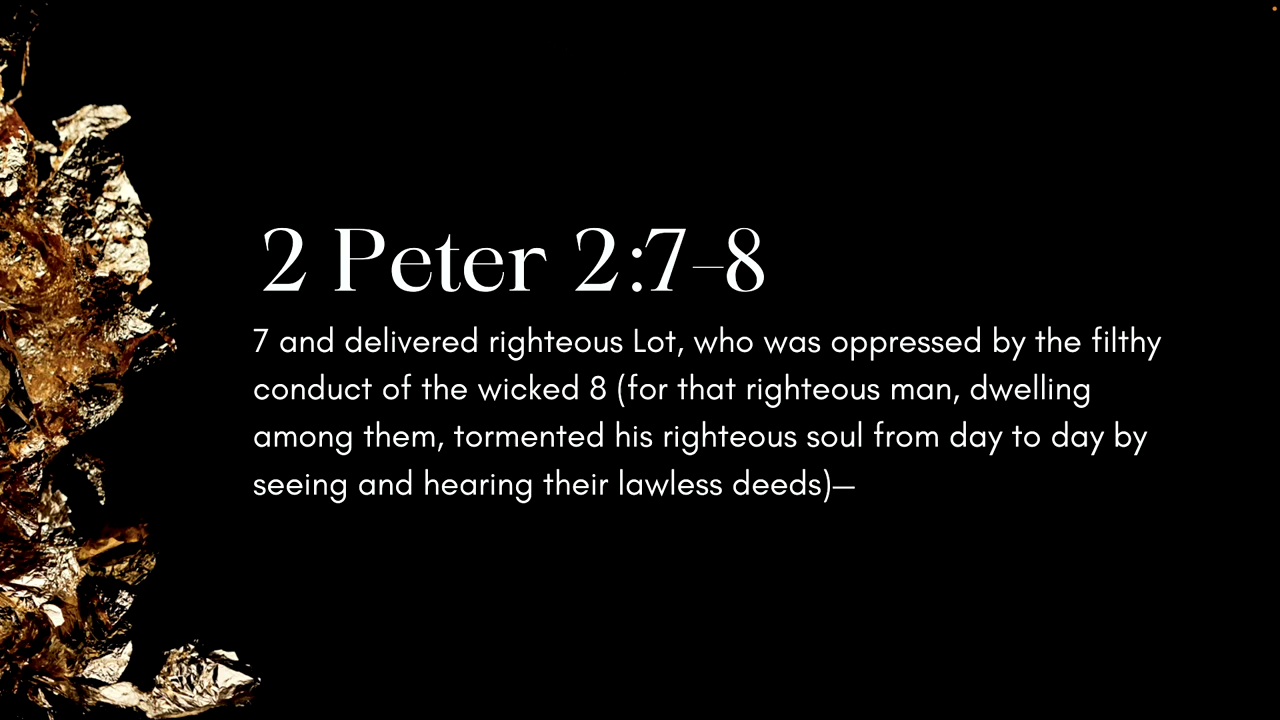 2 Peter 2:7–8
7 and delivered righteous Lot, who was oppressed by the filthy
conduct of the wicked 8 (for that righteous man, dwelling
among them, tormented his righteous soul from day to day by
seeing and hearing their lawless deeds)—